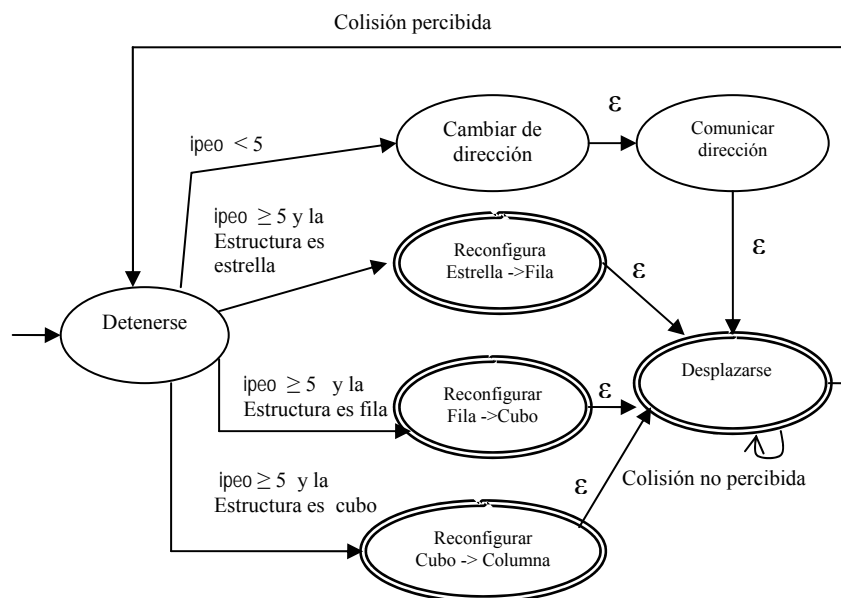 Colisión percibida
ε
ipeo < 5
Cambiar de
dirección
Comunicar
dirección
ipeo ≥ 5 y la
Estructura es
estrella
Reconfigura
Estrella ->Fila
ε
ε
Detenerse
Desplazarse
ipeo ≥ 5 y la
Estructura es fila
Reconfigurar
Fila ->Cubo
ε
Colisión no percibida
ipeo ≥ 5 y la
Estructura es cubo
ε
Reconfigurar
Cubo -> Columna